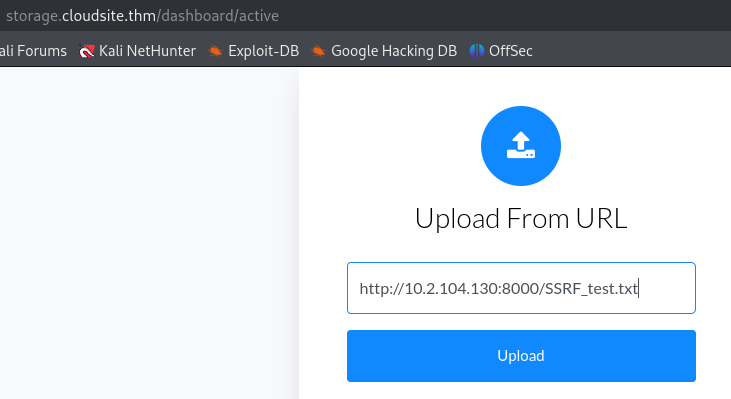 storage.cloudsite.thm/dashboard/active
ali Forums Kali NetHunter Exploit-DB Google Hacking DB OffSec
Upload From URL
http://10.2.104.130:8000/SSRF_test.txt
Upload